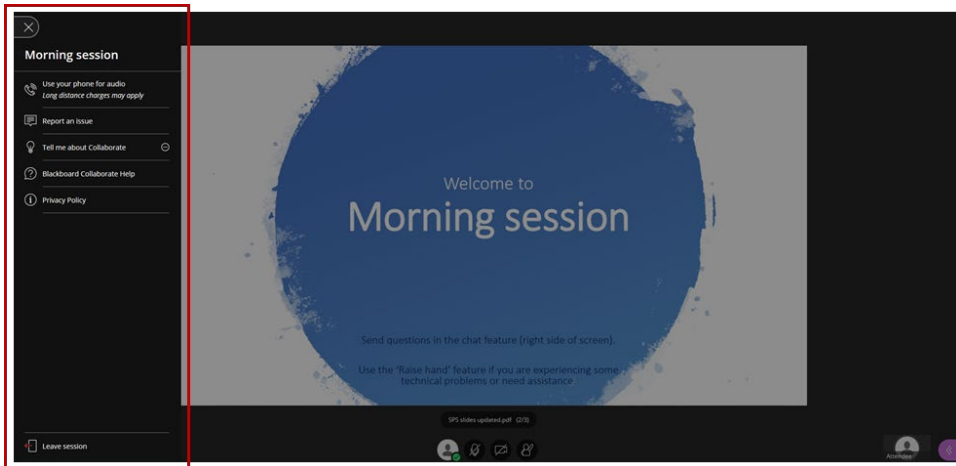 Morning session
Use your phone for audio
Long distance charges may apply
Report an issue
Tell me about Collaborate
Blackboard Collaborate Help
Privacy Policy
Leave session
Welcome to
Morning session
Send questions in the chat feature (right side of screen).
Use the 'Raise hand' feature if you are experiencing some
technical problems or need assistance.
SPS slides updated.pdf (2/3)
Attendee